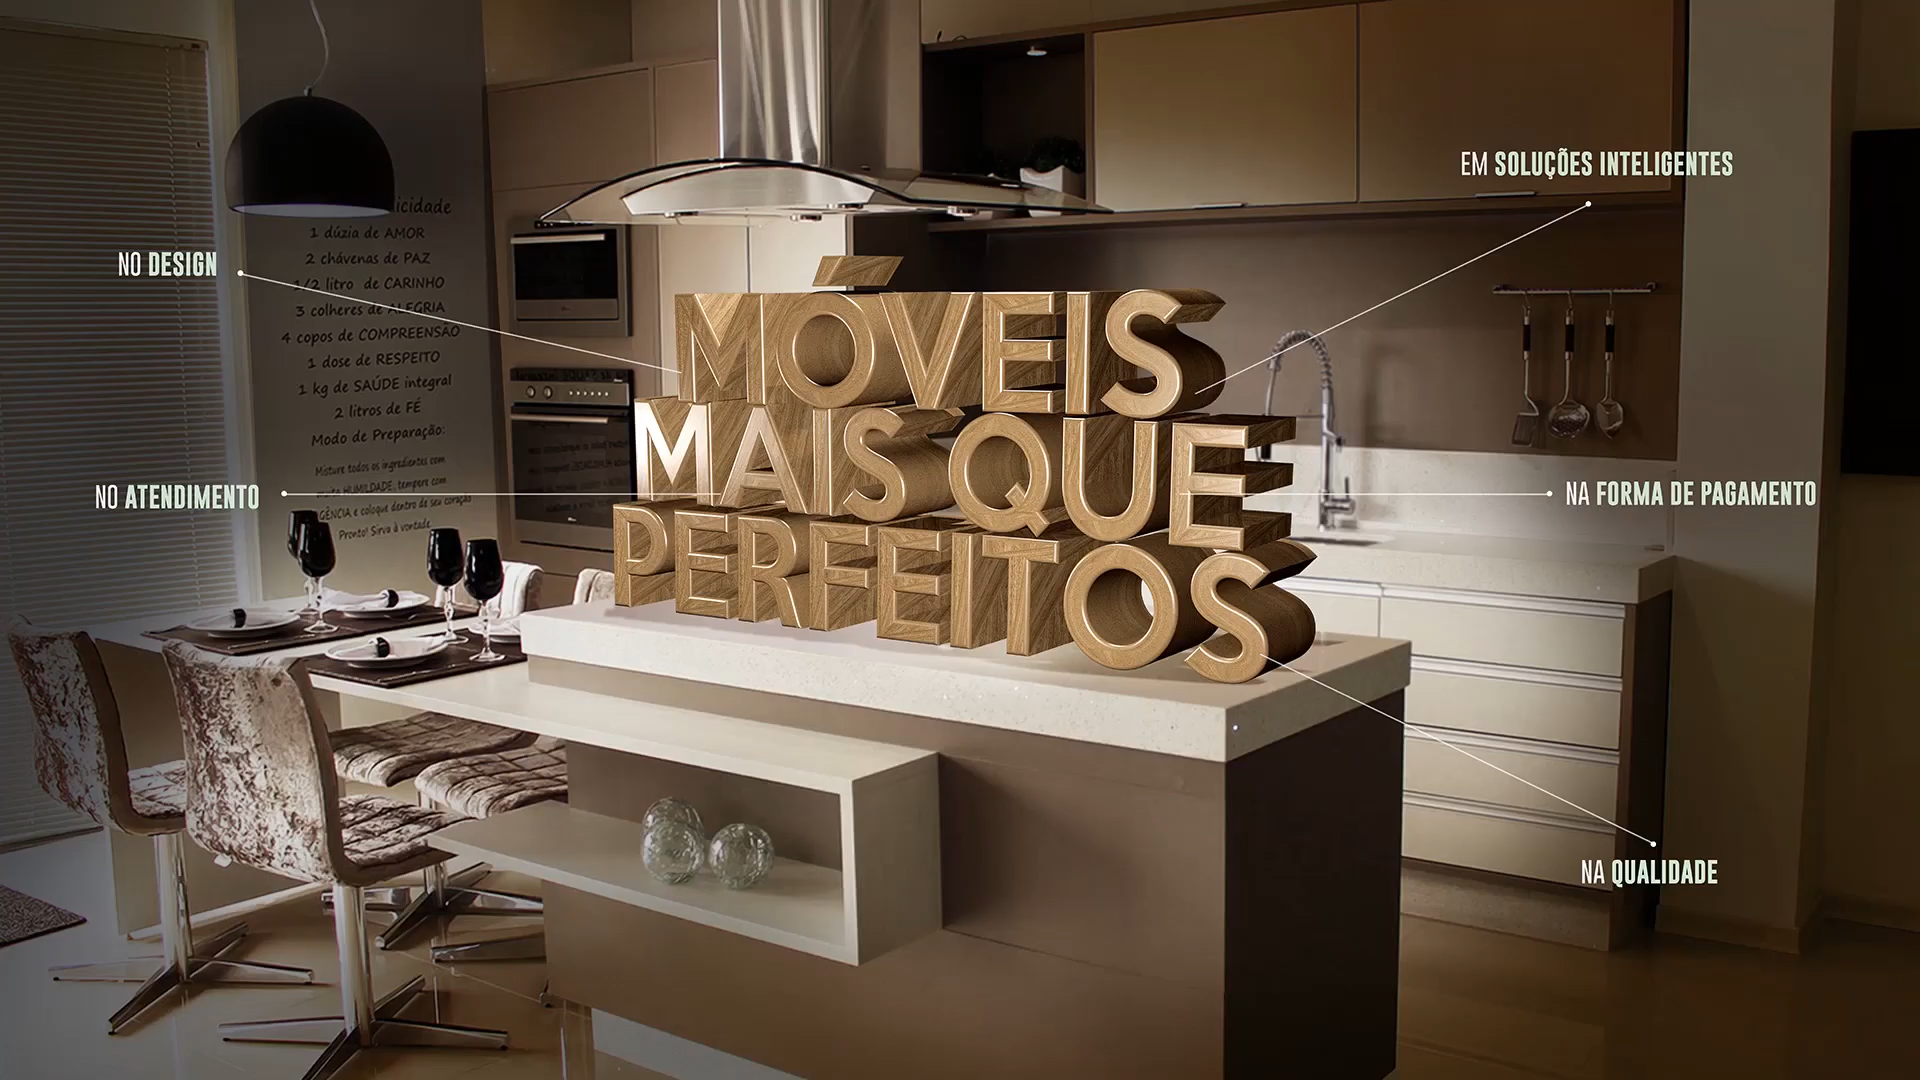 EM SOLUÇÕES INTELIGENTES
NO DESIGN
MÓVEIS
MAIS QUE
PERFEITOS
NO ATENDIMENTO
NA FORMA DE PAGAMENTO
NA QUALIDADE
1 dúzia de AMOR
2 chávenas de PAZ
1/2 litro de CARINHO
3 colheres de ALEGRIA
4 copos de COMPREENSÃO
1 dose de RESPEITO
1 kg de SAÚDE integral
2 litros de FÉ
Modo de Preparação:
Misture todos os ingredientes com
HUMILDADE, tempere com
e coloque dentro de seu coração
Pronto! Sirva à vontade.